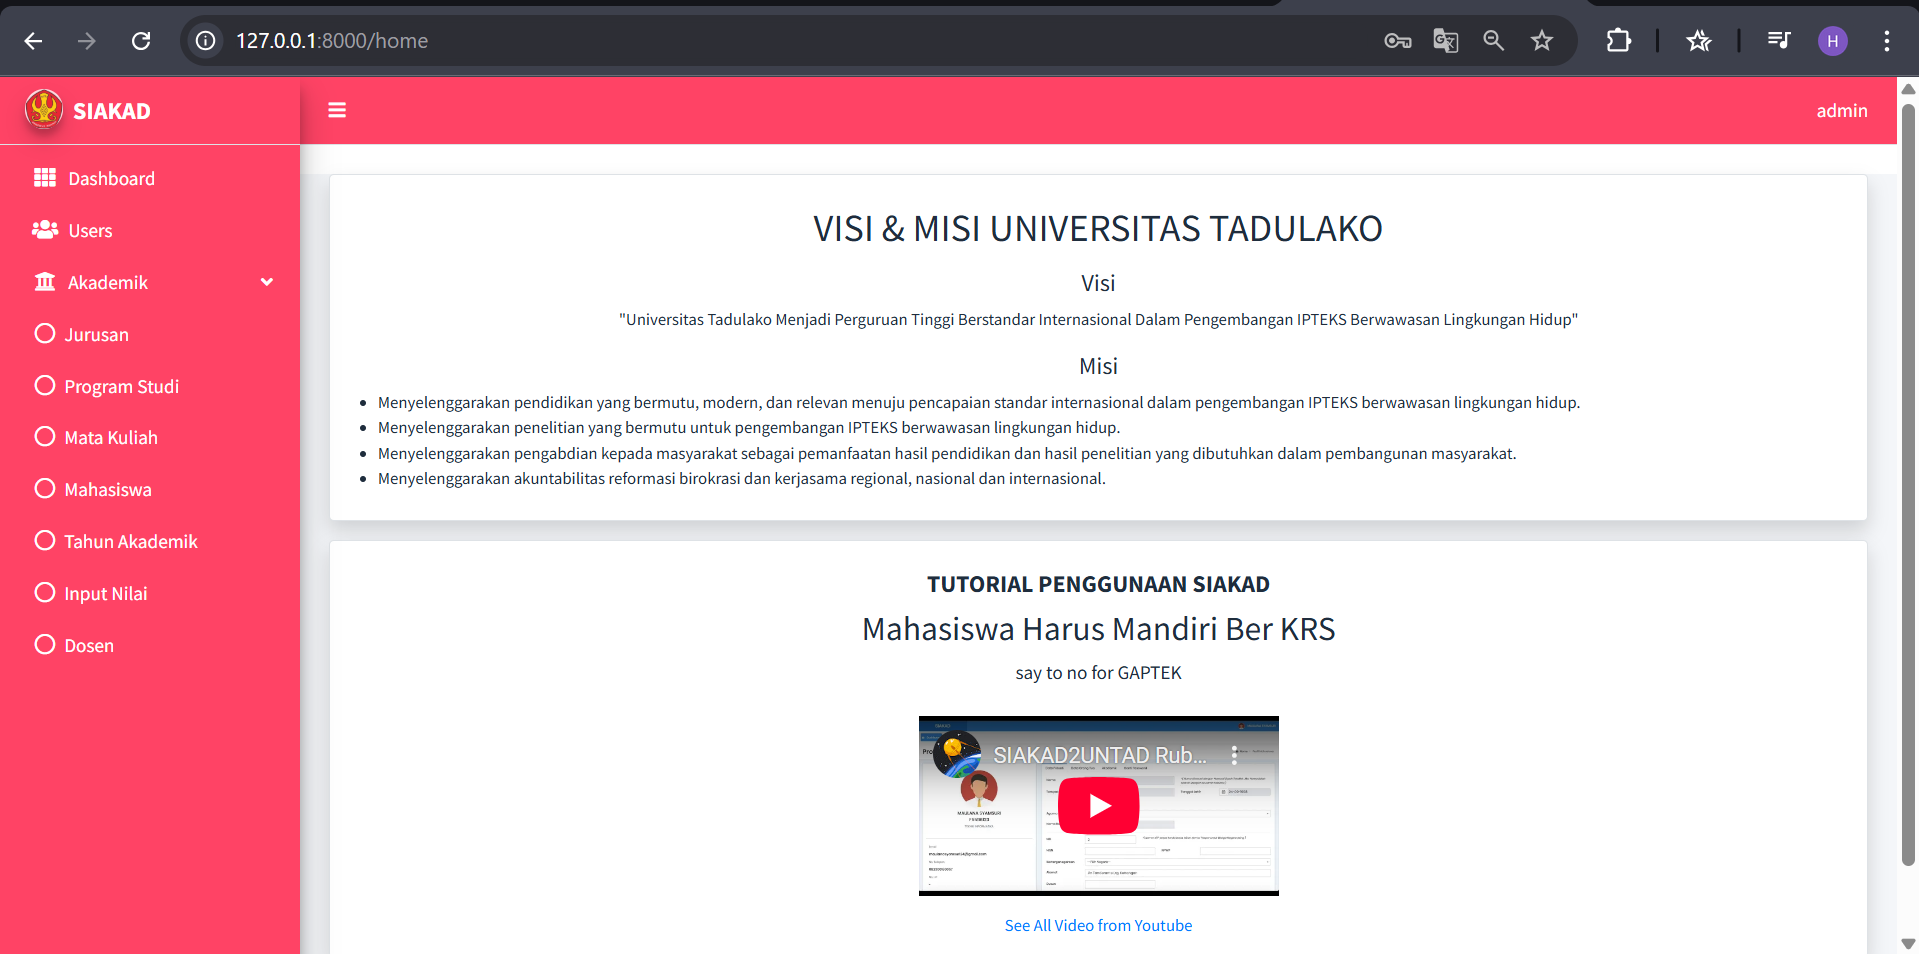 127.0.0.1:8000/home
H
SIAKAD
admin
Dashboard
Users
Akademik
Jurusan
Program Studi
Mata Kuliah
Mahasiswa
Tahun Akademik
Input Nilai
Dosen
VISI & MISI UNIVERSITAS TADULAKO
Visi
"Universitas Tadulako Menjadi Perguruan Tinggi Berstandar Internasional Dalam Pengembangan IPTEKS Berwawasan Lingkungan Hidup"
Misi
Menyelenggarakan pendidikan yang bermutu, modern, dan relevan menuju pencapaian standar internasional dalam pengembangan IPTEKS berwawasan lingkungan hidup.
Menyelenggarakan penelitian yang bermutu untuk pengembangan IPTEKS berwawasan lingkungan hidup.
Menyelenggarakan pengabdian kepada masyarakat sebagai pemanfaatan hasil pendidikan dan hasil penelitian yang dibutuhkan dalam pembangunan masyarakat.
Menyelenggarakan akuntabilitas reformasi birokrasi dan kerjasama regional, nasional dan internasional.
TUTORIAL PENGGUNAAN SIAKAD
Mahasiswa Harus Mandiri Ber KRS
say to no for GAPTEK
SIAKAD2UNTAD Rub...
MAULANA SYAMSURI
See All Video from Youtube